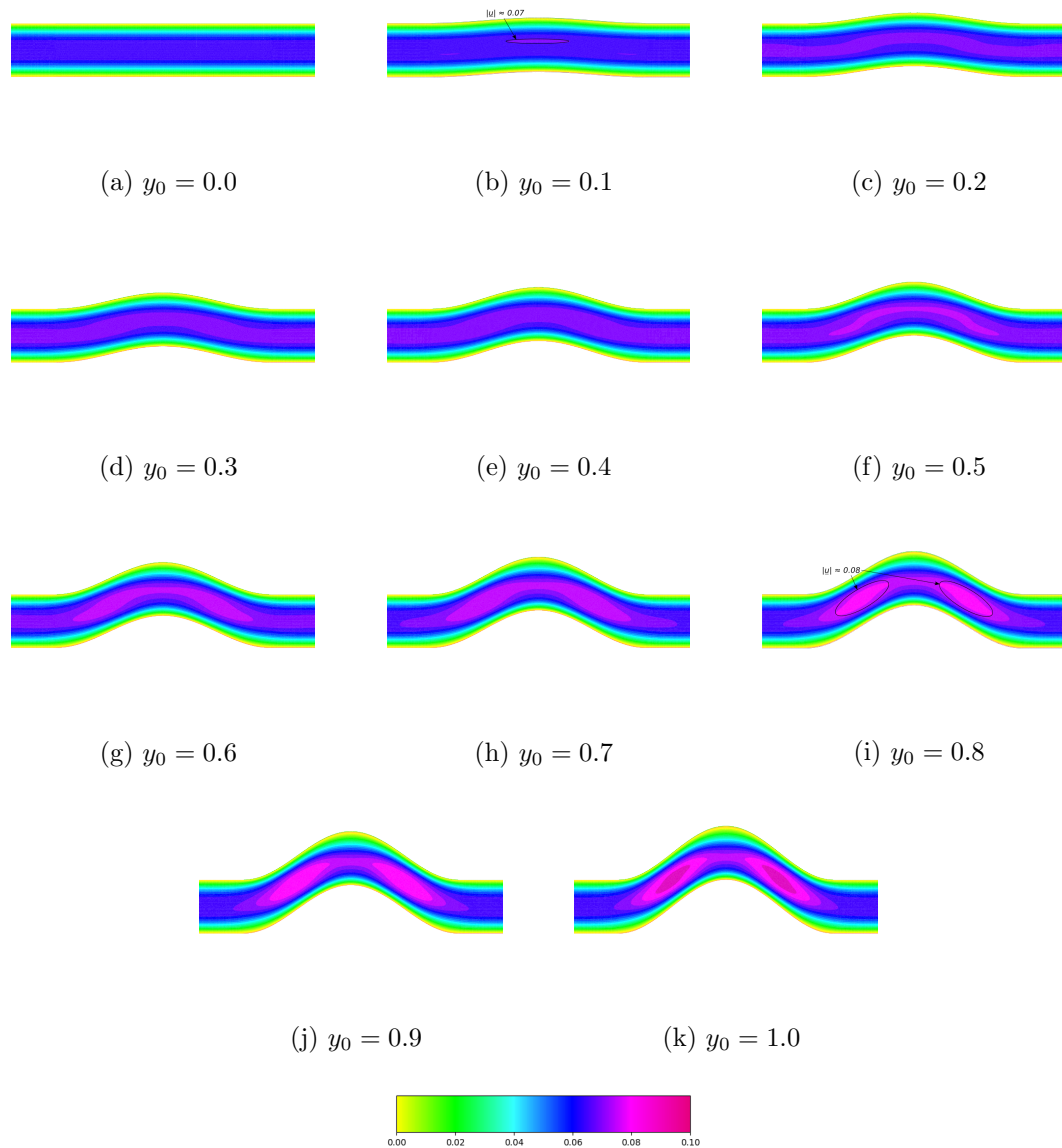 |u| ≈ 0.07
(a) y₀ = 0.0
(b) y₀ = 0.1
(c) y₀ = 0.2
(d) y₀ = 0.3
(e) y₀ = 0.4
(f) y₀ = 0.5
|u| ≈ 0.08
(g) y₀ = 0.6
(h) y₀ = 0.7
(i) y₀ = 0.8
(j) y₀ = 0.9
(k) y₀ = 1.0
0.00 0.02 0.04 0.06 0.08 0.10